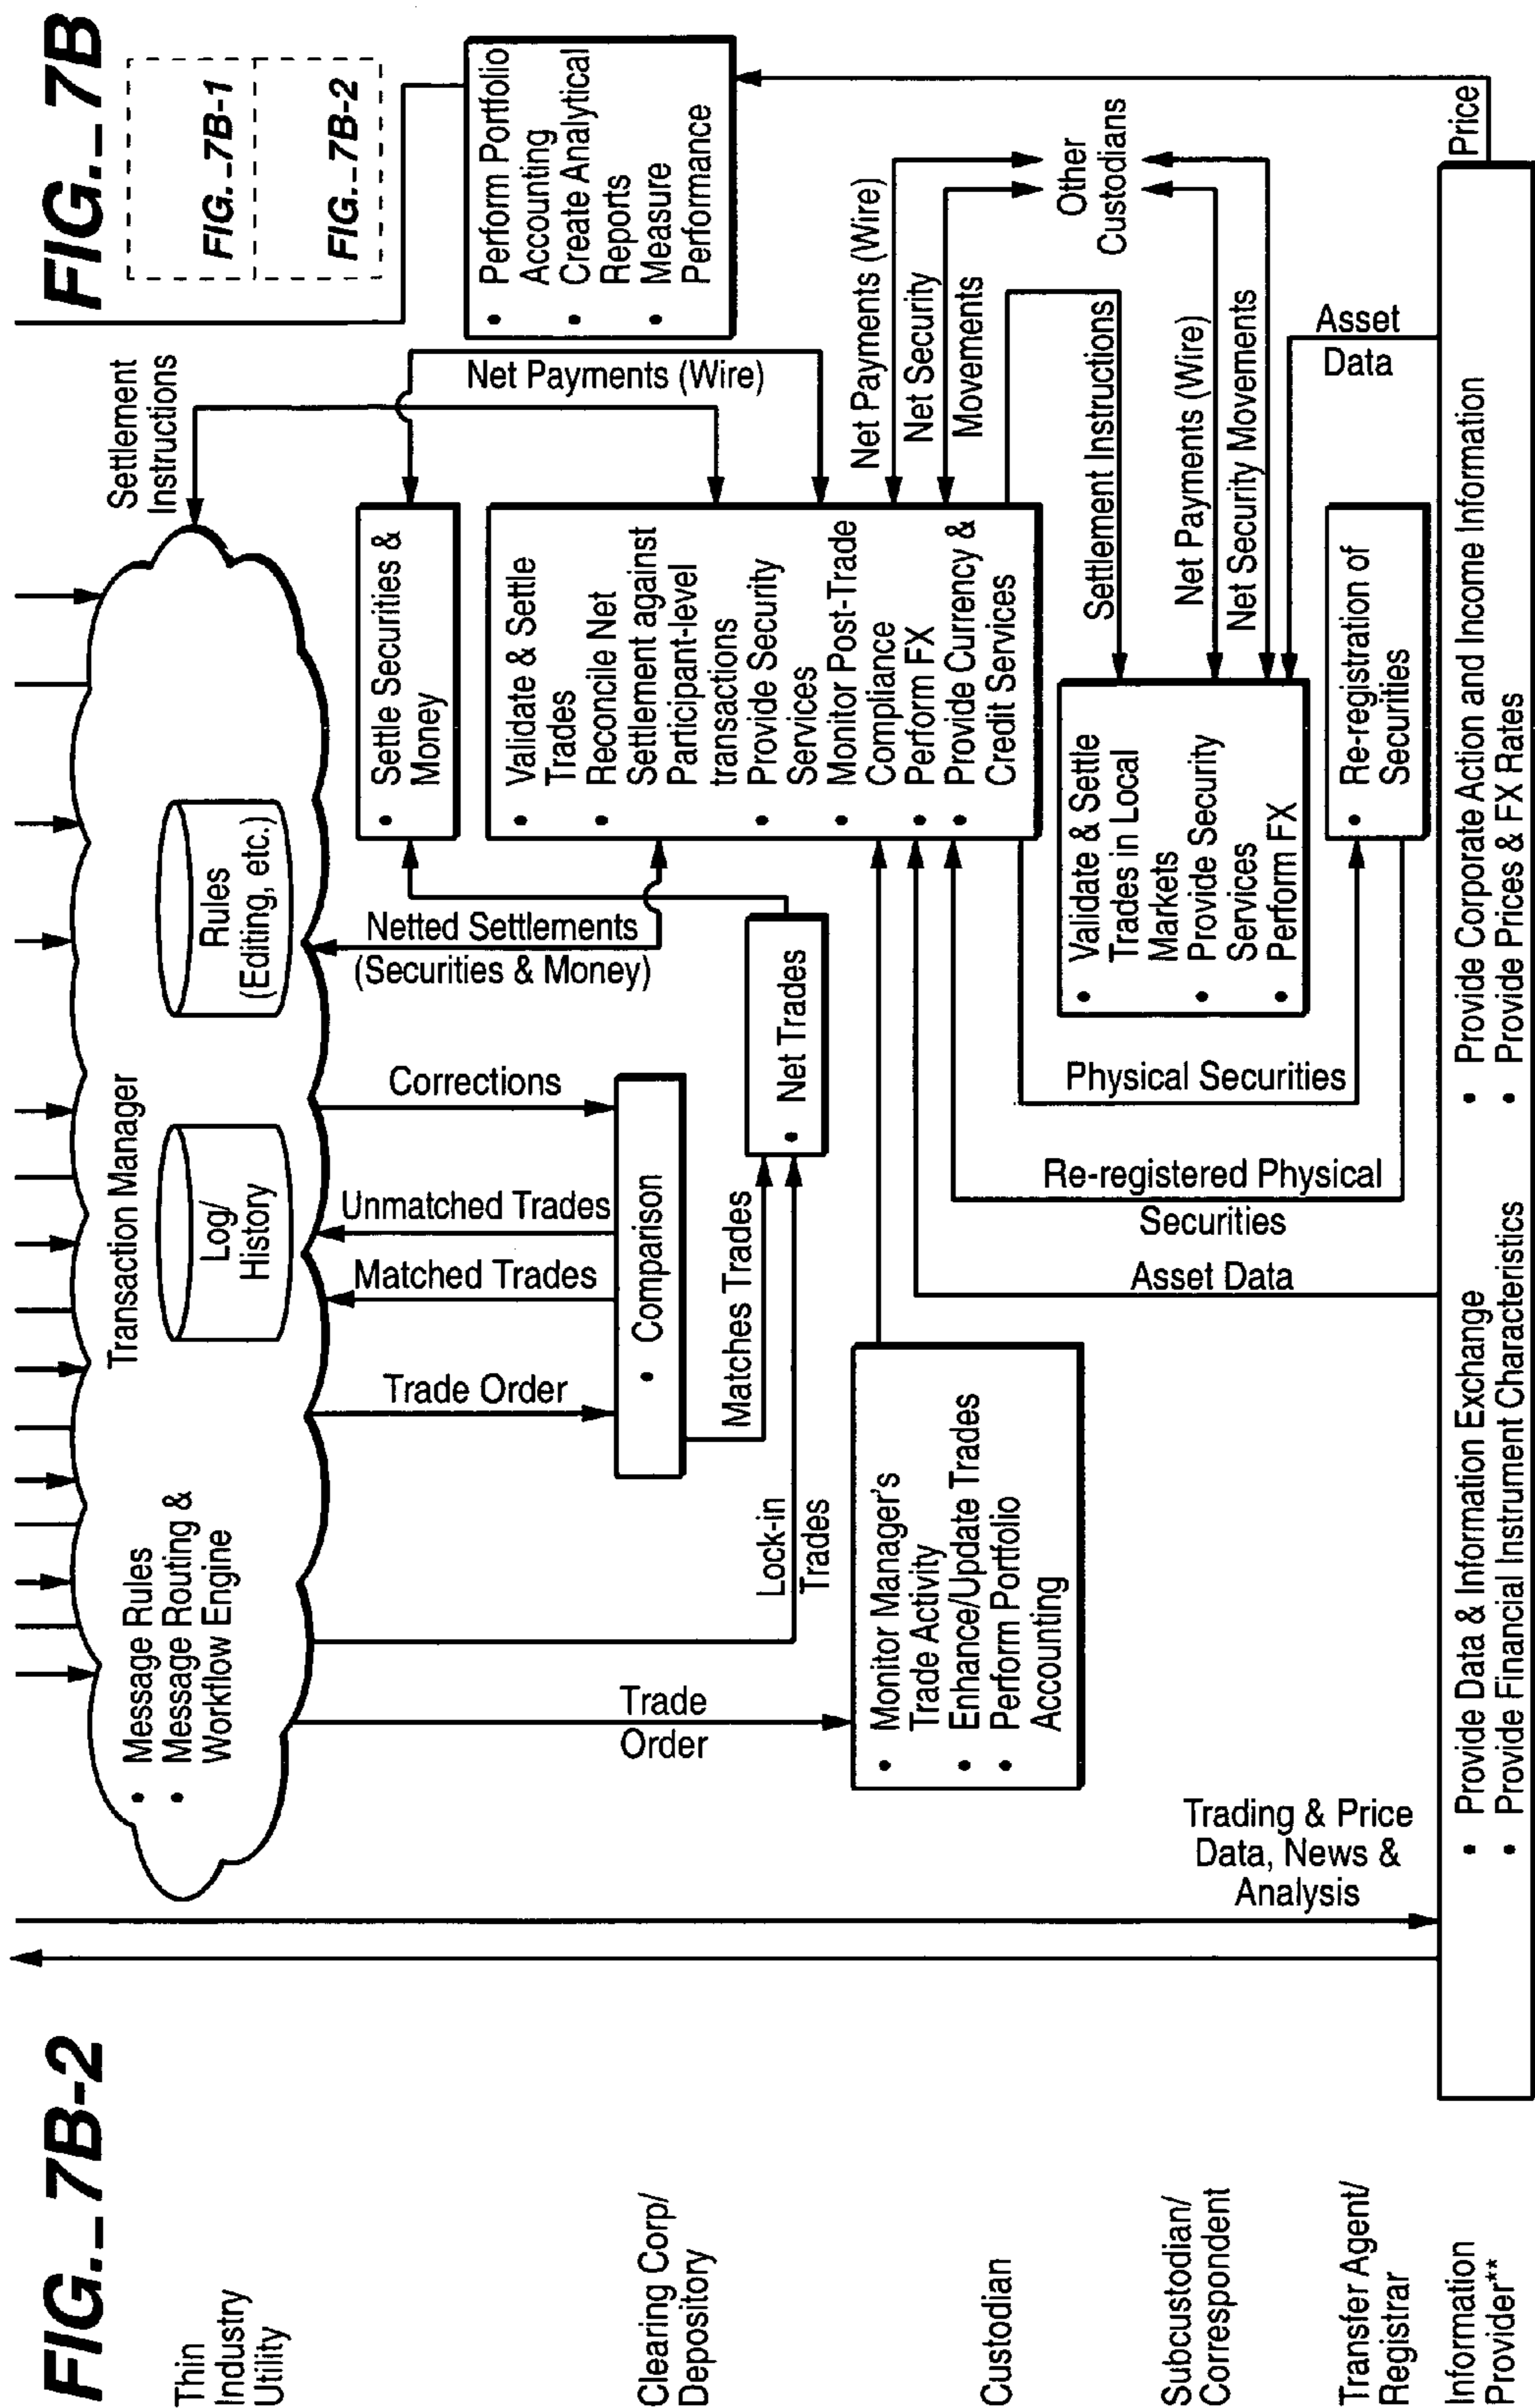 FIG._7B-2
FIG._7B
FIG._7B-1
FIG._7B-2
Thin
Industry
Utility
Clearing Corp/
Depository
Custodian
Subcustodian/
Correspondent
Transfer Agent/
Registrar
Information
Provider**
Transaction Manager
• Message Rules
• Message Routing &
Workflow Engine
Log/
History
Rules
(Editing, etc.)
Settlement
Instructions
Trade
Order
Lock-in
Trades
Trade Order
Matched Trades
Unmatched Trades
Corrections
Netted Settlements
(Securities & Money)
• Comparison
Matches Trades
• Net Trades
• Settle Securities &
Money
Net Payments (Wire)
• Perform Portfolio
Accounting
• Create Analytical
Reports
• Measure
Performance
• Monitor Manager's
Trade Activity
• Enhance/Update Trades
• Perform Portfolio
Accounting
• Validate & Settle
Trades
• Reconcile Net
Settlement against
Participant-level
transactions
• Provide Security
Services
• Monitor Post-Trade
Compliance
• Perform FX
• Provide Currency &
Credit Services
Net Payments (Wire)
Net Security
Movements
Other
Custodians
Settlement Instructions
Net Payments (Wire)
Net Security Movements
• Validate & Settle
Trades in Local
Markets
• Provide Security
Services
• Perform FX
Asset
Data
Physical Securities
Re-registered Physical
Securities
Asset Data
• Re-registration of
Securities
Trading & Price
Data, News &
Analysis
Price
• Provide Data & Information Exchange
• Provide Financial Instrument Characteristics
• Provide Corporate Action and Income Information
• Provide Prices & FX Rates